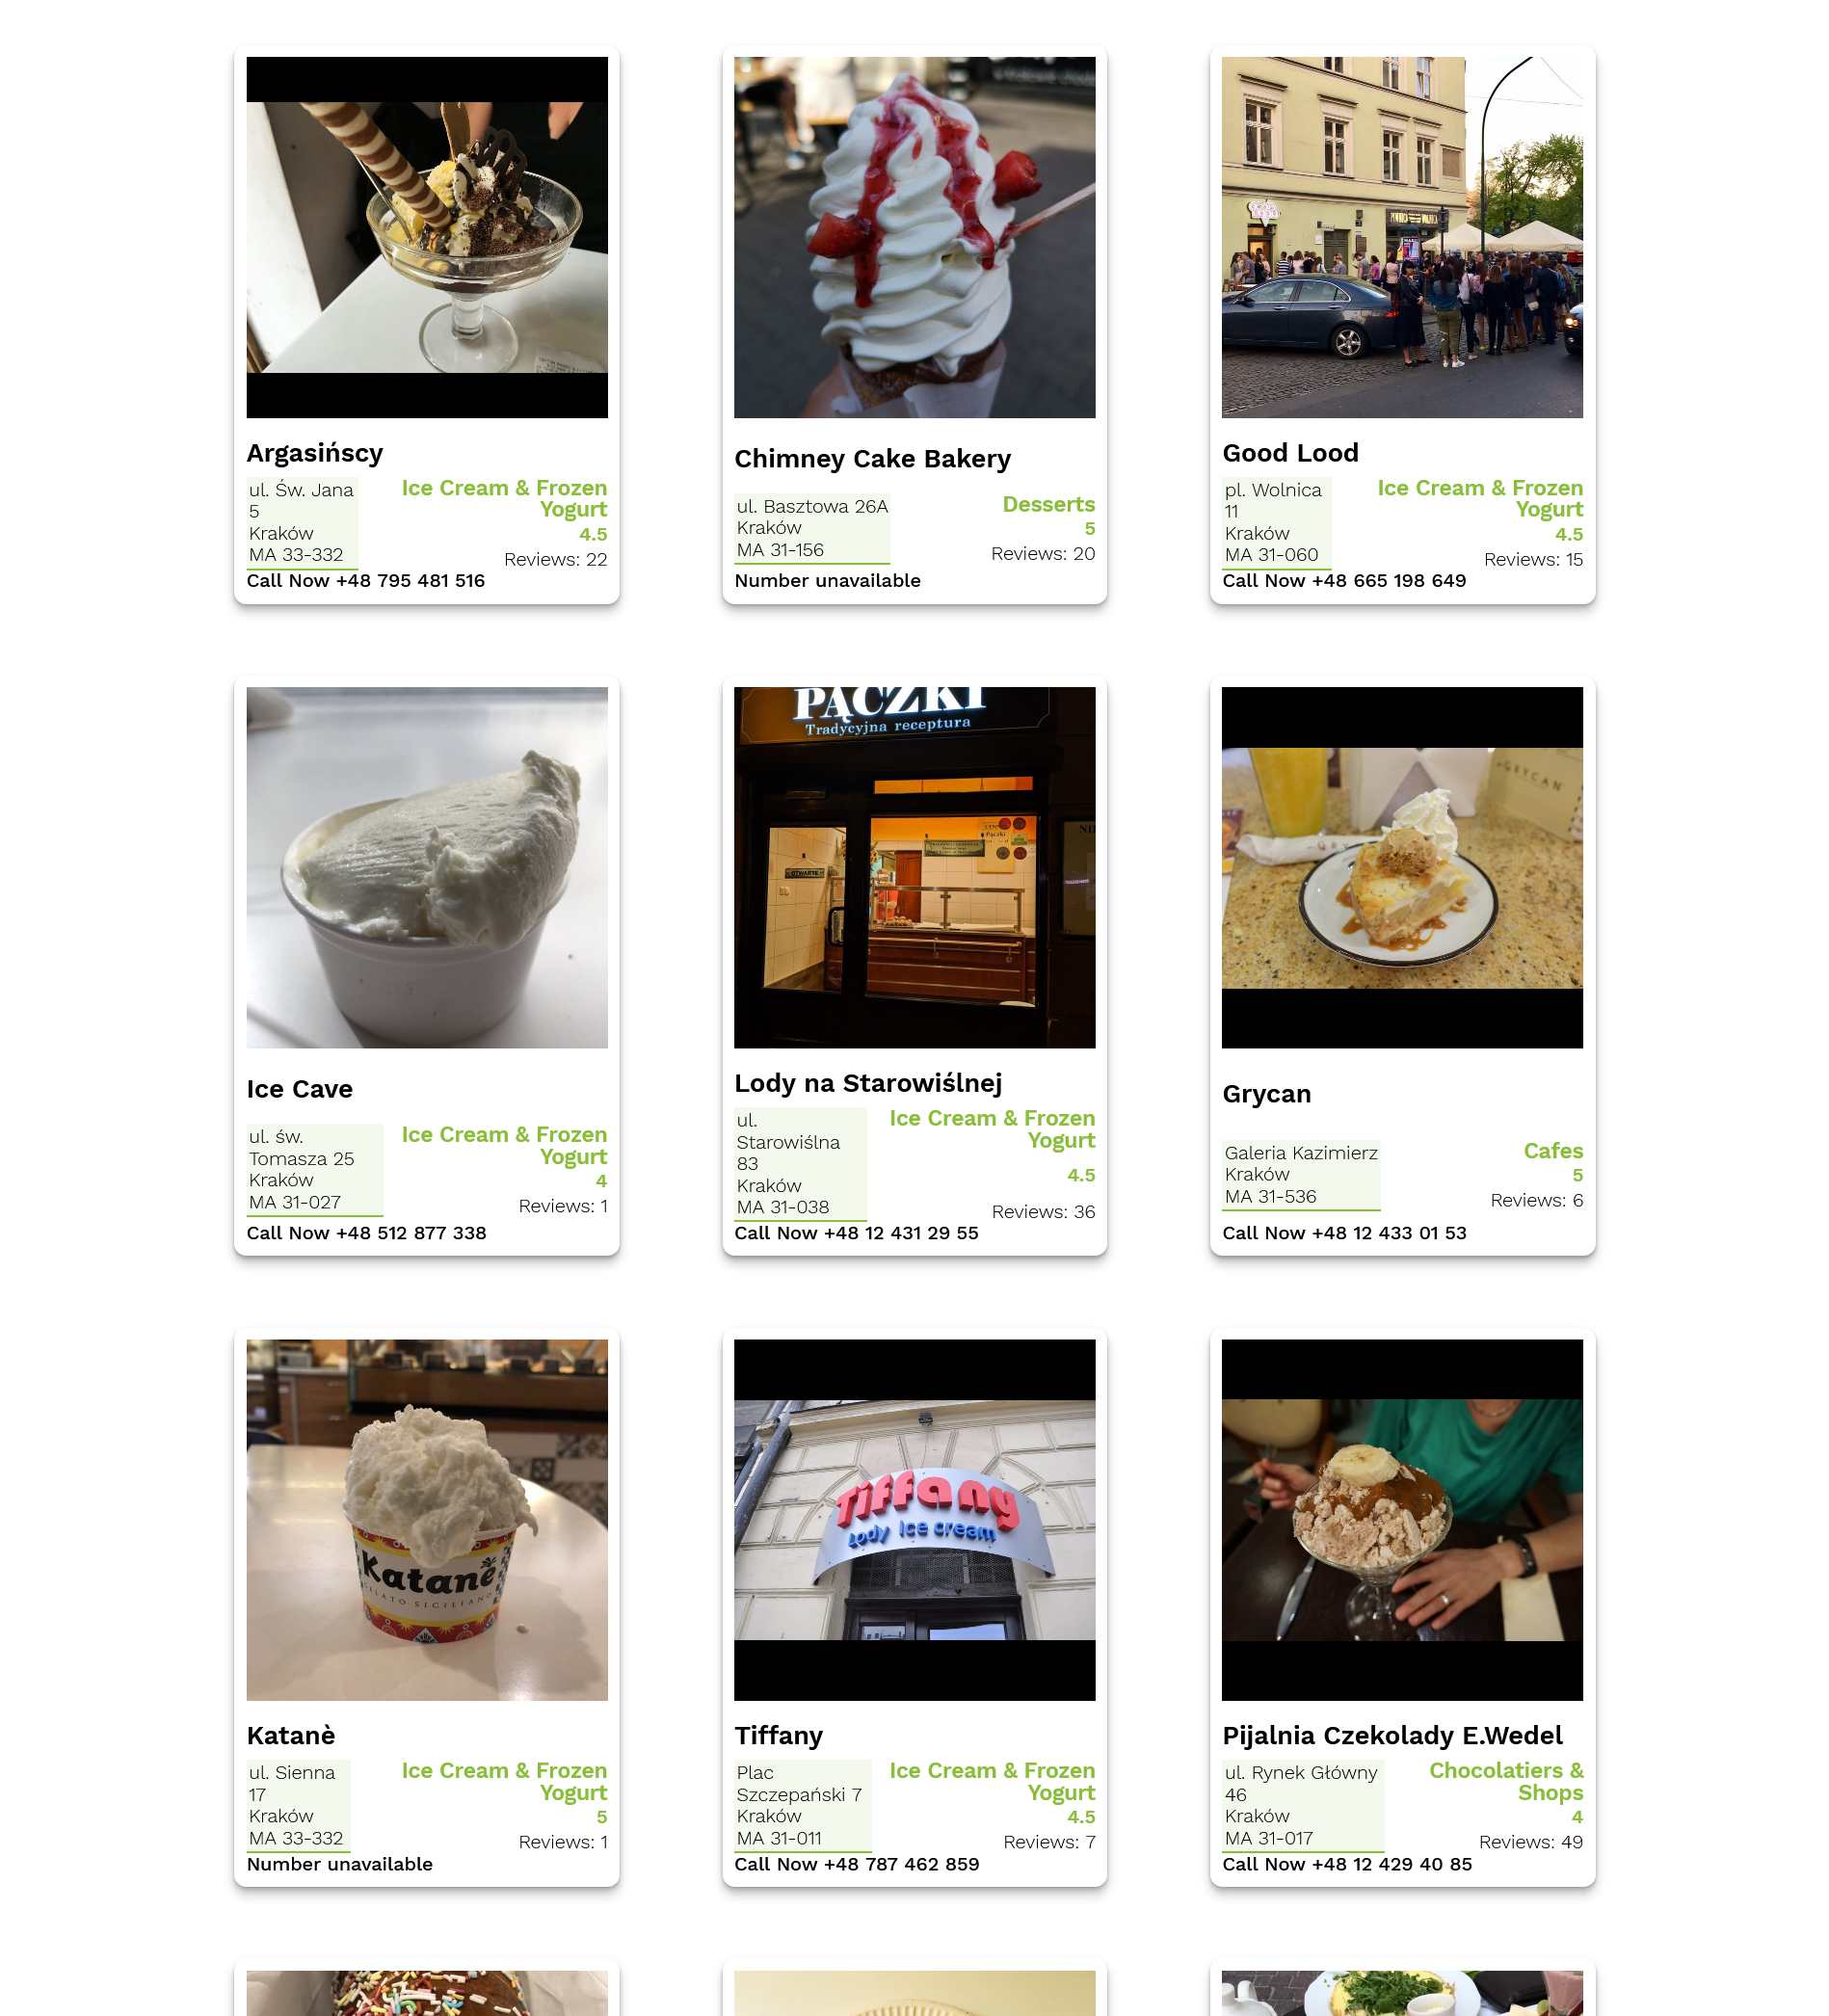 Argasińscy
ul. Św. Jana
5
Kraków
MA 33-332
Ice Cream & Frozen
Yogurt
4.5
Reviews: 22
Call Now +48 795 481 516
Chimney Cake Bakery
ul. Basztowa 26A
Kraków
MA 31-156
Desserts
5
Reviews: 20
Number unavailable
Good Lood
pl. Wolnica
11
Kraków
MA 31-060
Ice Cream & Frozen
Yogurt
4.5
Reviews: 15
Call Now +48 665 198 649
Ice Cave
ul. św.
Tomasza 25
Kraków
MA 31-027
Ice Cream & Frozen
Yogurt
4
Reviews: 1
Call Now +48 512 877 338
PĄCZKI
Tradycyjna receptura
Pączki
OTWARTE
Lody na Starowiślnej
ul.
Starowiślna
83
Kraków
MA 31-038
Ice Cream & Frozen
Yogurt
4.5
Reviews: 36
Call Now +48 12 431 29 55
GRYCAN
Grycan
Galeria Kazimierz
Kraków
MA 31-536
Cafes
5
Reviews: 6
Call Now +48 12 433 01 53
Katanè
GELATO SICILIANO
Katanè
ul. Sienna
17
Kraków
MA 33-332
Ice Cream & Frozen
Yogurt
5
Reviews: 1
Number unavailable
Tiffany
Lody Ice cream
Tiffany
Plac
Szczepański 7
Kraków
MA 31-011
Ice Cream & Frozen
Yogurt
4.5
Reviews: 7
Call Now +48 787 462 859
Pijalnia Czekolady E.Wedel
ul. Rynek Główny
46
Kraków
MA 31-017
Chocolatiers &
Shops
4
Reviews: 49
Call Now +48 12 429 40 85